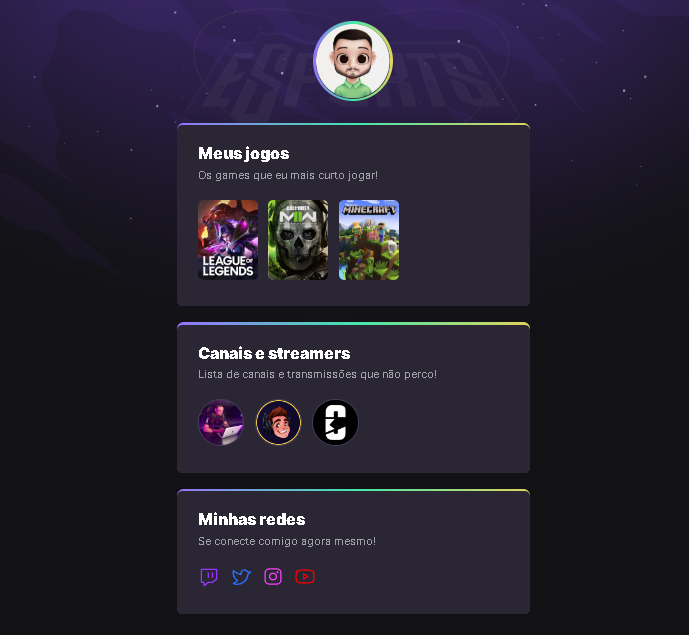 ESPORTS
Meus jogos
Os games que eu mais curto jogar!
CALL OF DUTY
MW II
MINECRAFT
LEAGUE OF
LEGENDS
Canais e streamers
Lista de canais e transmissões que não perco!
Minhas redes
Se conecte comigo agora mesmo!